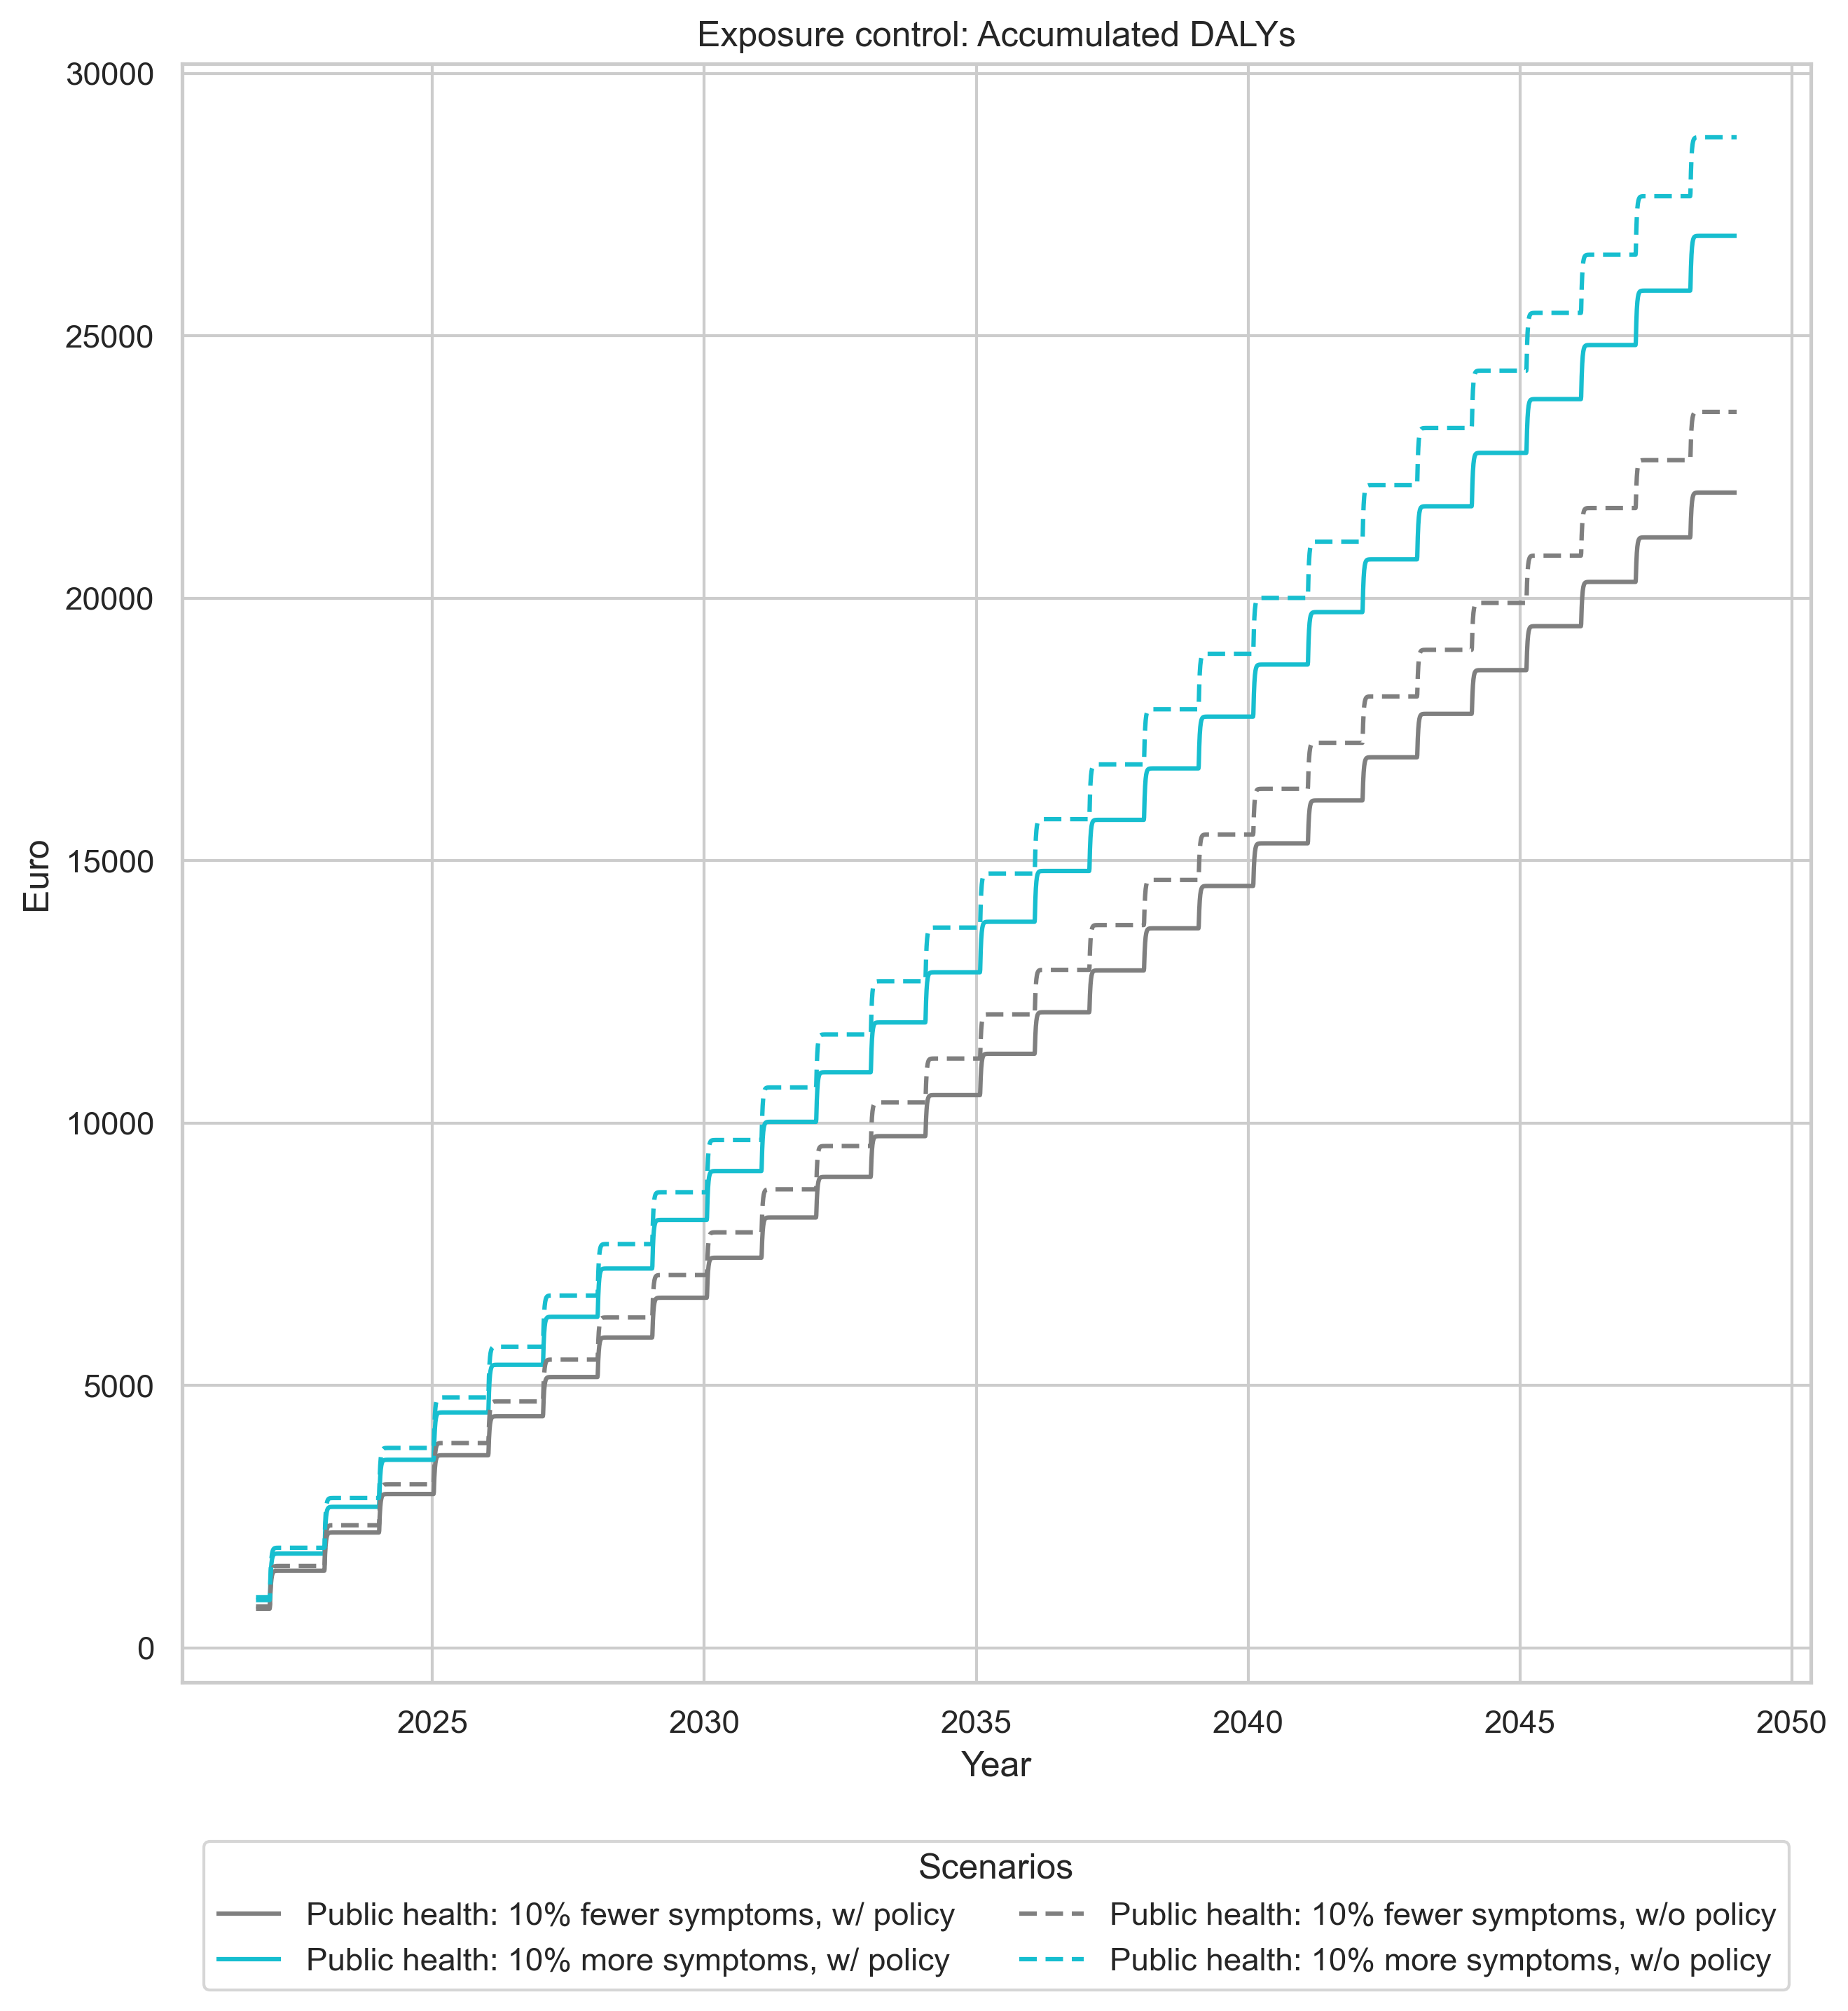 Exposure control: Accumulated DALYs
30000
25000
20000
15000
10000
5000
0
Euro
2025 2030 2035 2040 2045 2050
Year
Scenarios
Public health: 10% fewer symptoms, w/ policy Public health: 10% fewer symptoms, w/o policy
Public health: 10% more symptoms, w/ policy Public health: 10% more symptoms, w/o policy